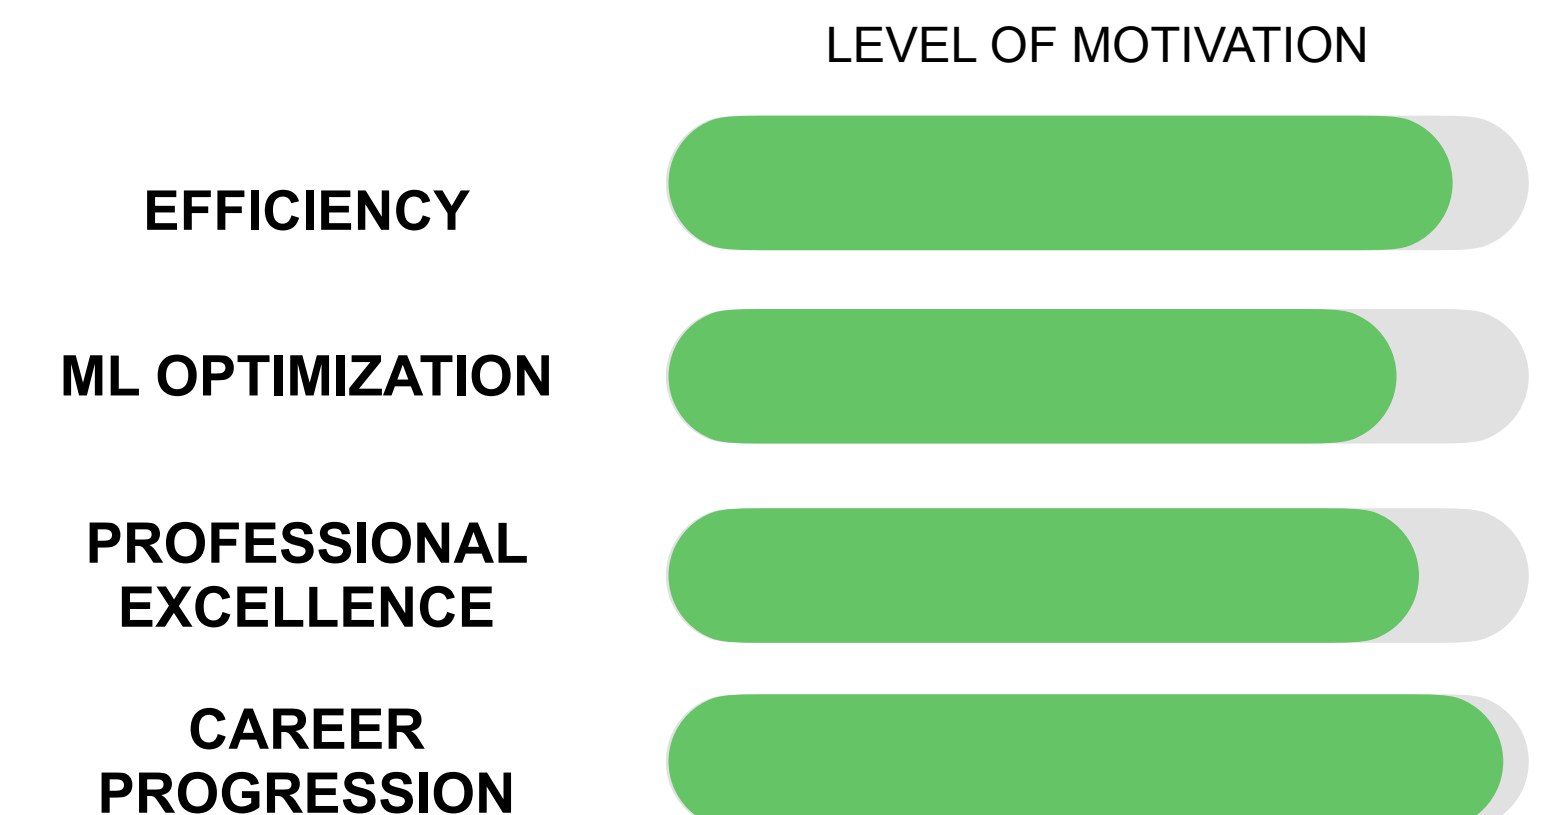 LEVEL OF MOTIVATION
EFFICIENCY
ML OPTIMIZATION
PROFESSIONAL
EXCELLENCE
CAREER
PROGRESSION